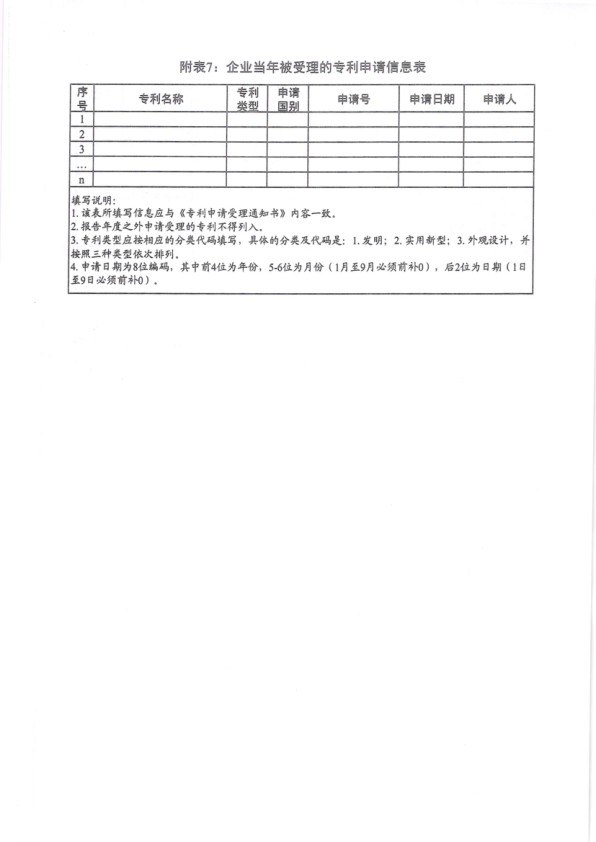 附表7：企业当年被受理的专利申请信息表
序号 专利名称 专利类型 申请国别 申请号 申请日期 申请人
1
2
3
…
n
填写说明：
1.该表所填写信息应与《专利申请受理通知书》内容一致。
2.报告年度之外申请受理的专利不得列入。
3.专利类型应按相应的分类代码填写，具体的分类及代码是：1.发明；2.实用新型；3.外观设计，并
按照三种类型依次排列。
4.申请日期为8位编码，其中前4位为年份，5-6位为月份（1月至9月必须前补0），后2位为日期（1日
至9日必须前补0）。